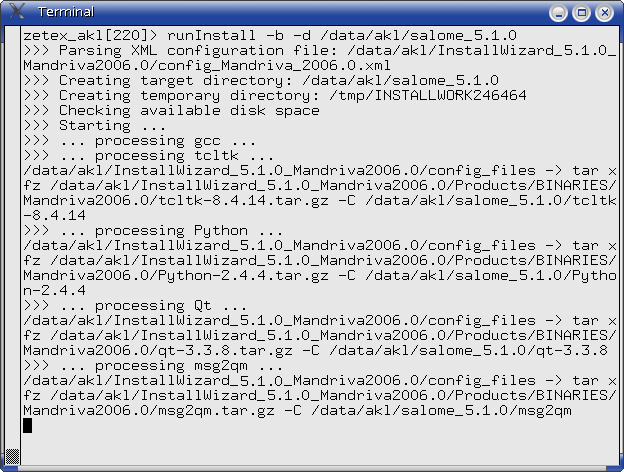 Terminal
zetex_akl[220]> runInstall -b -d /data/akl/salome_5.1.0
>>> Parsing XML configuration file: /data/akl/InstallWizard_5.1.0_
Mandriva2006.0/config_Mandriva_2006.0.xml
>>> Creating target directory: /data/akl/salome_5.1.0
>>> Creating temporary directory: /tmp/INSTALLWORK246464
>>> Checking available disk space
>>> Starting ...
>>> ... processing gcc ...
>>> ... processing tcltk ...
/data/akl/InstallWizard_5.1.0_Mandriva2006.0/config_files -> tar x
fz /data/akl/InstallWizard_5.1.0_Mandriva2006.0/Products/BINARIES/
Mandriva2006.0/tcltk-8.4.14.tar.gz -C /data/akl/salome_5.1.0/tcltk
-8.4.14
>>> ... processing Python ...
/data/akl/InstallWizard_5.1.0_Mandriva2006.0/config_files -> tar x
fz /data/akl/InstallWizard_5.1.0_Mandriva2006.0/Products/BINARIES/
Mandriva2006.0/Python-2.4.4.tar.gz -C /data/akl/salome_5.1.0/Pytho
n-2.4.4
>>> ... processing Qt ...
/data/akl/InstallWizard_5.1.0_Mandriva2006.0/config_files -> tar x
fz /data/akl/InstallWizard_5.1.0_Mandriva2006.0/Products/BINARIES/
Mandriva2006.0/qt-3.3.8.tar.gz -C /data/akl/salome_5.1.0/qt-3.3.8
>>> ... processing msg2qm ...
/data/akl/InstallWizard_5.1.0_Mandriva2006.0/config_files -> tar x
fz /data/akl/InstallWizard_5.1.0_Mandriva2006.0/Products/BINARIES/
Mandriva2006.0/msg2qm.tar.gz -C /data/akl/salome_5.1.0/msg2qm